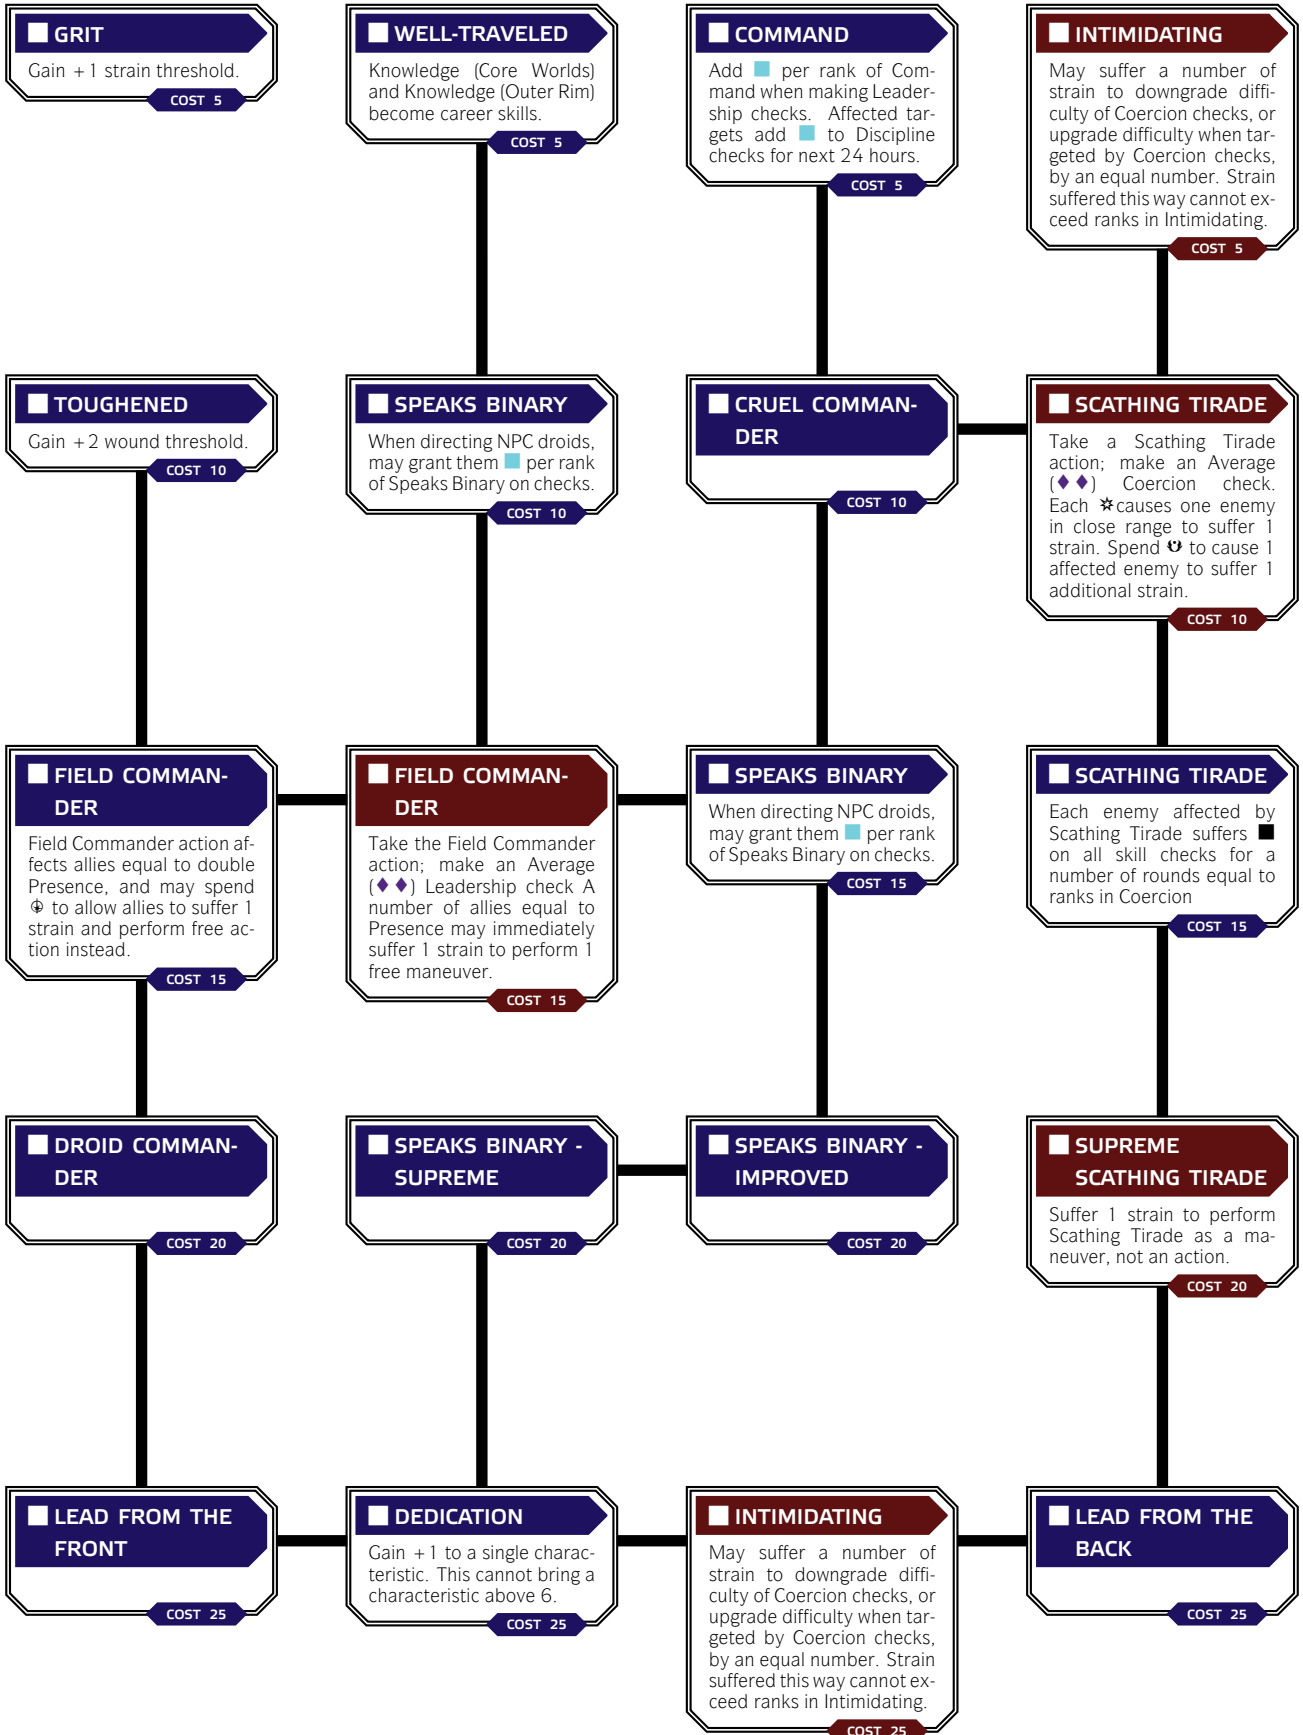 GRIT
Gain +1 strain threshold.
COST 5
WELL-TRAVELED
Knowledge (Core Worlds)
and Knowledge (Outer Rim)
become career skills.
COST 5
COMMAND
Add per rank of Com-
mand when making Leader-
ship checks. Affected tar-
gets add to Discipline
checks for next 24 hours.
COST 5
INTIMIDATING
May suffer a number of
strain to downgrade diffi-
culty of Coercion checks, or
upgrade difficulty when tar-
geted by Coercion checks,
by an equal number. Strain
suffered this way cannot ex-
ceed ranks in Intimidating.
COST 5
TOUGHENED
Gain +2 wound threshold.
COST 10
SPEAKS BINARY
When directing NPC droids,
may grant them per rank
of Speaks Binary on checks.
COST 10
CRUEL COMMAN-
DER
COST 10
SCATHING TIRADE
Take a Scathing Tirade
action; make an Average
(♦♦) Coercion check.
Each causes one enemy
in close range to suffer 1
strain. Spend to cause 1
affected enemy to suffer 1
additional strain.
COST 10
FIELD COMMAN-
DER
Field Commander action af-
fects allies equal to double
Presence, and may spend
to allow allies to suffer 1
strain and perform free ac-
tion instead.
COST 15
FIELD COMMAN-
DER
Take the Field Commander
action; make an Average
(♦♦) Leadership check A
number of allies equal to
Presence may immediately
suffer 1 strain to perform 1
free maneuver.
COST 15
SPEAKS BINARY
When directing NPC droids,
may grant them per rank
of Speaks Binary on checks.
COST 15
SCATHING TIRADE
Each enemy affected by
Scathing Tirade suffers
on all skill checks for a
number of rounds equal to
ranks in Coercion
COST 15
DROID COMMAN-
DER
COST 20
SPEAKS BINARY -
SUPREME
COST 20
SPEAKS BINARY -
IMPROVED
COST 20
SUPREME
SCATHING TIRADE
Suffer 1 strain to perform
Scathing Tirade as a ma-
neuver, not an action.
COST 20
LEAD FROM THE
FRONT
COST 25
DEDICATION
Gain +1 to a single charac-
teristic. This cannot bring a
characteristic above 6.
COST 25
INTIMIDATING
May suffer a number of
strain to downgrade diffi-
culty of Coercion checks, or
upgrade difficulty when tar-
geted by Coercion checks,
by an equal number. Strain
suffered this way cannot ex-
ceed ranks in Intimidating.
COST 25
LEAD FROM THE
BACK
COST 25